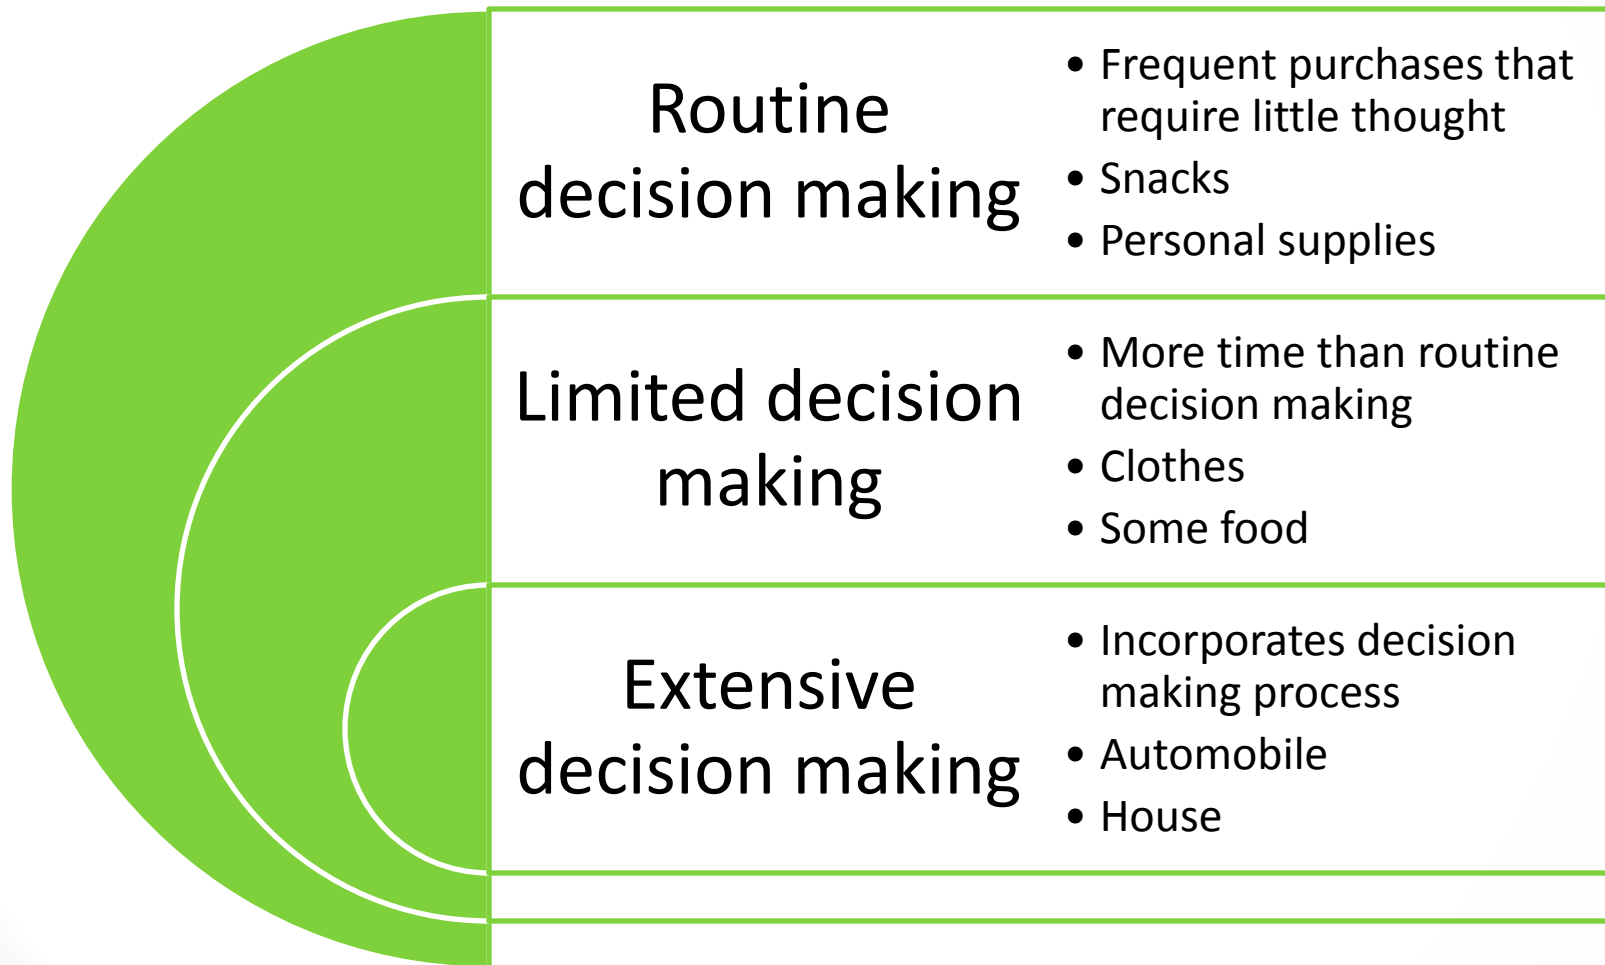 Routine
decision making
• Frequent purchases that
require little thought
• Snacks
• Personal supplies
Limited decision
making
• More time than routine
decision making
• Clothes
• Some food
Extensive
decision making
• Incorporates decision
making process
• Automobile
• House